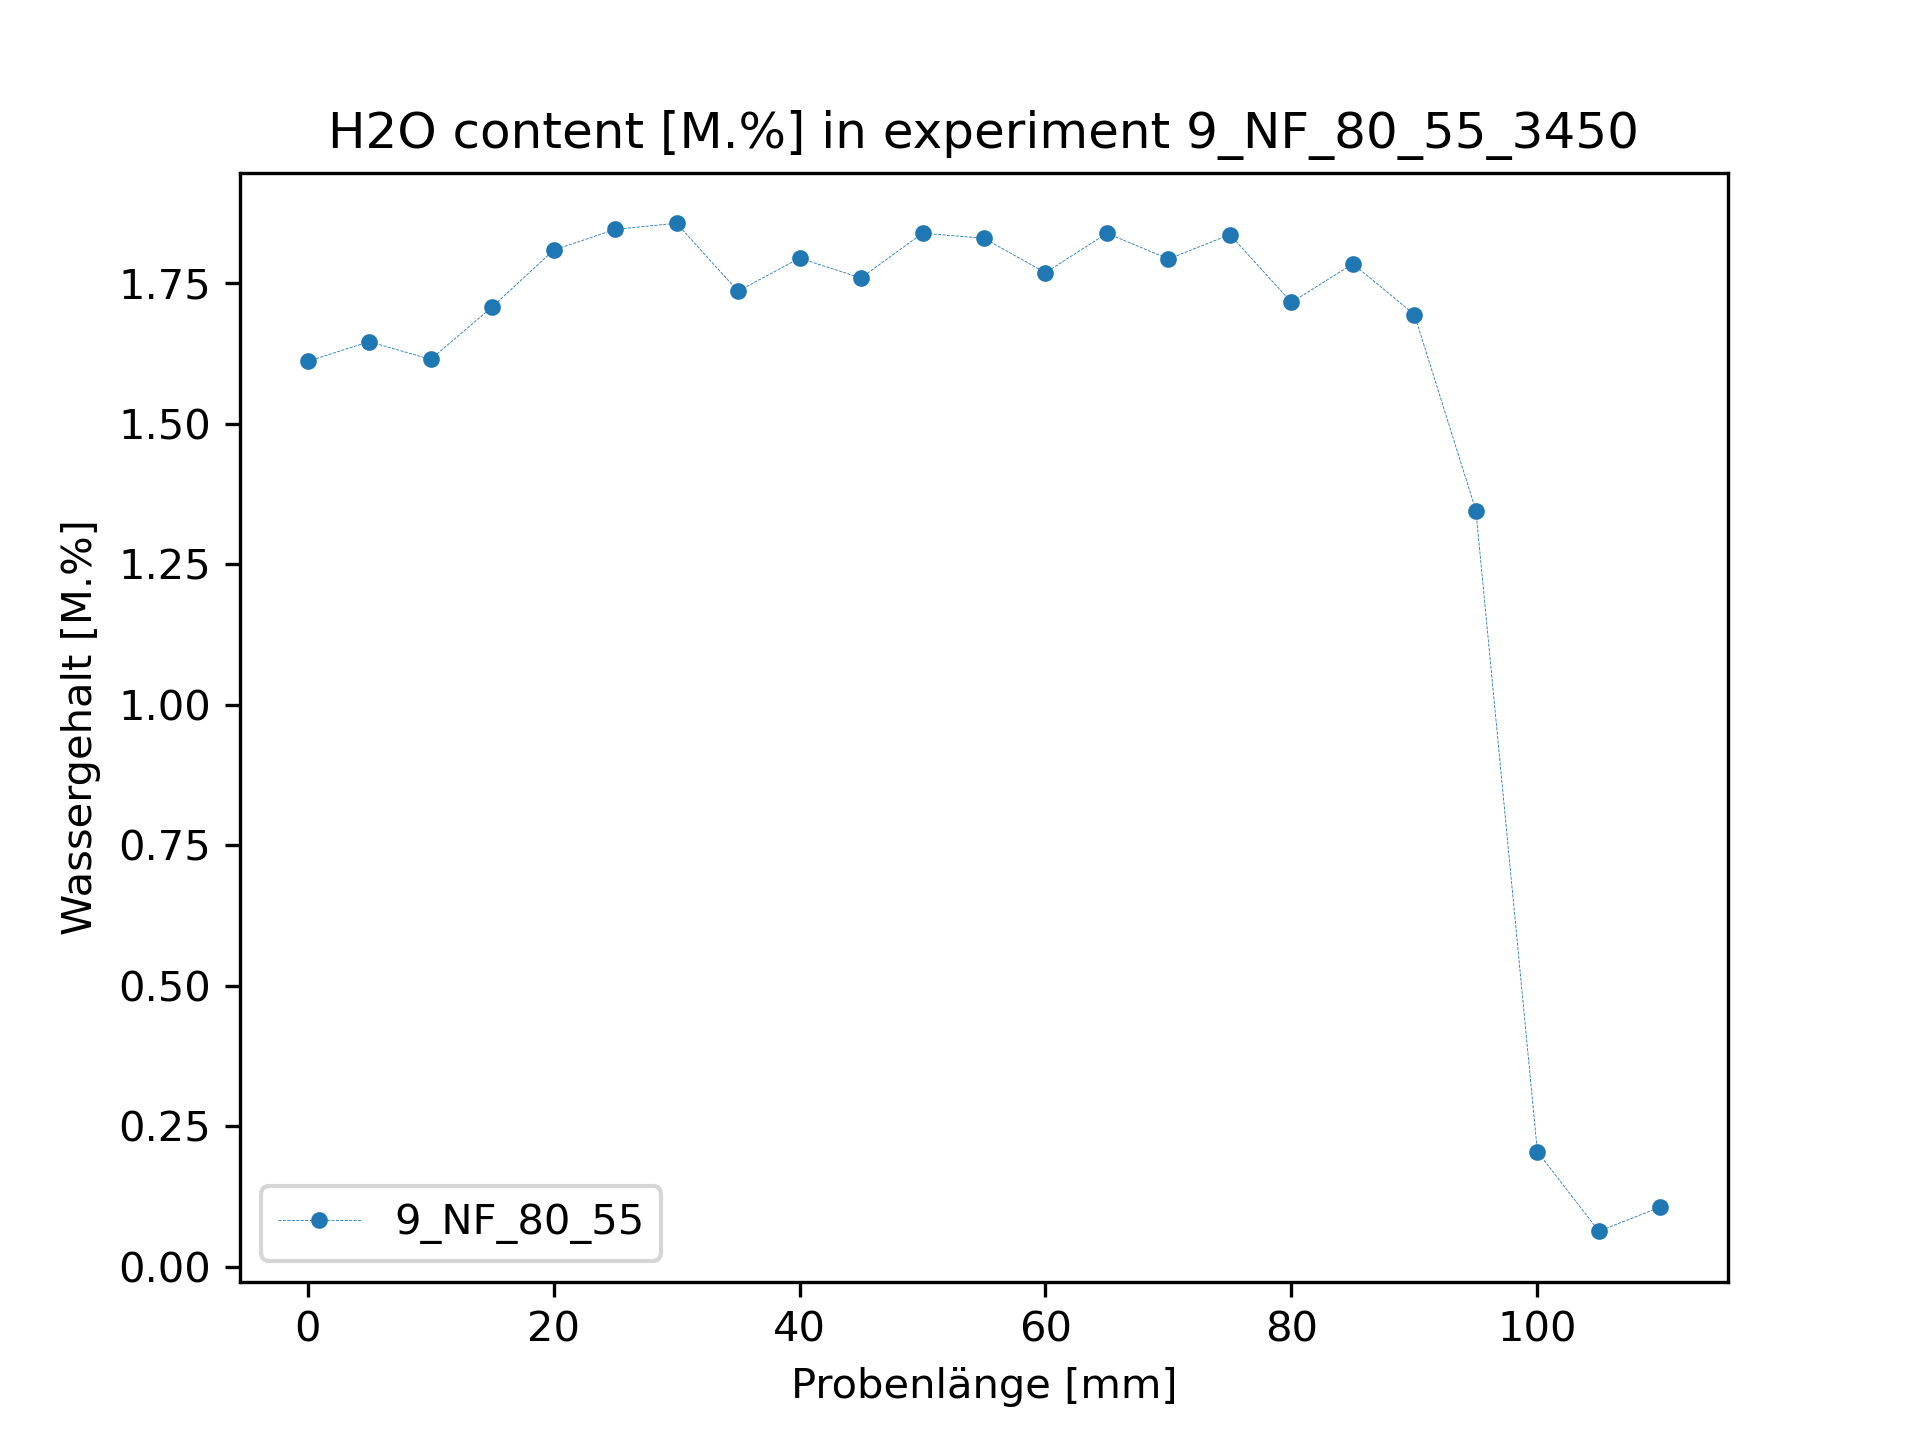 H2O content [M.%] in experiment 9_NF_80_55_3450
Wassergehalt [M.%]
1.75
1.50
1.25
1.00
0.75
0.50
0.25
0.00
9_NF_80_55
0 20 40 60 80 100
Probenlänge [mm]